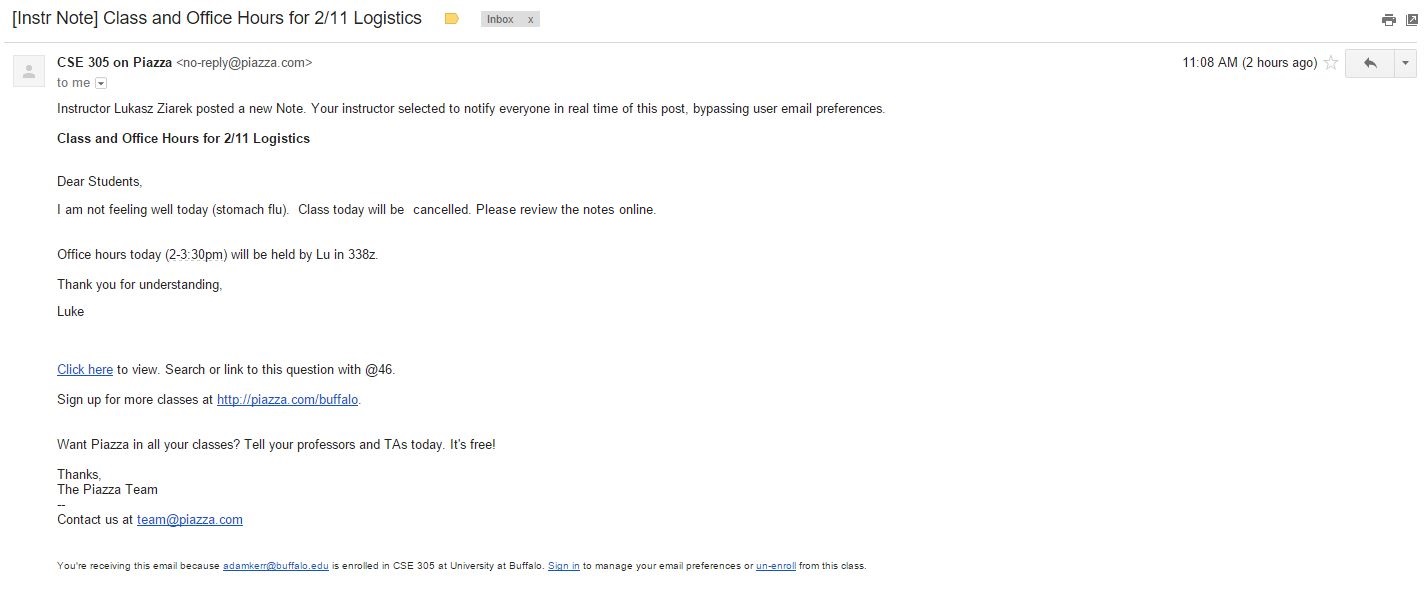 [Instr Note] Class and Office Hours for 2/11 Logistics Inbox x
CSE 305 on Piazza <no-reply@piazza.com> 11:08 AM (2 hours ago)
to me
Instructor Lukasz Ziarek posted a new Note. Your instructor selected to notify everyone in real time of this post, bypassing user email preferences.
Class and Office Hours for 2/11 Logistics
Dear Students,
I am not feeling well today (stomach flu). Class today will be cancelled. Please review the notes online.
Office hours today (2-3:30pm) will be held by Lu in 338z.
Thank you for understanding,
Luke
Click here to view. Search or link to this question with @46.
Sign up for more classes at http://piazza.com/buffalo.
Want Piazza in all your classes? Tell your professors and TAs today. It's free!
Thanks,
The Piazza Team
--
Contact us at team@piazza.com
You're receiving this email because adamkerr@buffalo.edu is enrolled in CSE 305 at University at Buffalo. Sign in to manage your email preferences or un-enroll from this class.